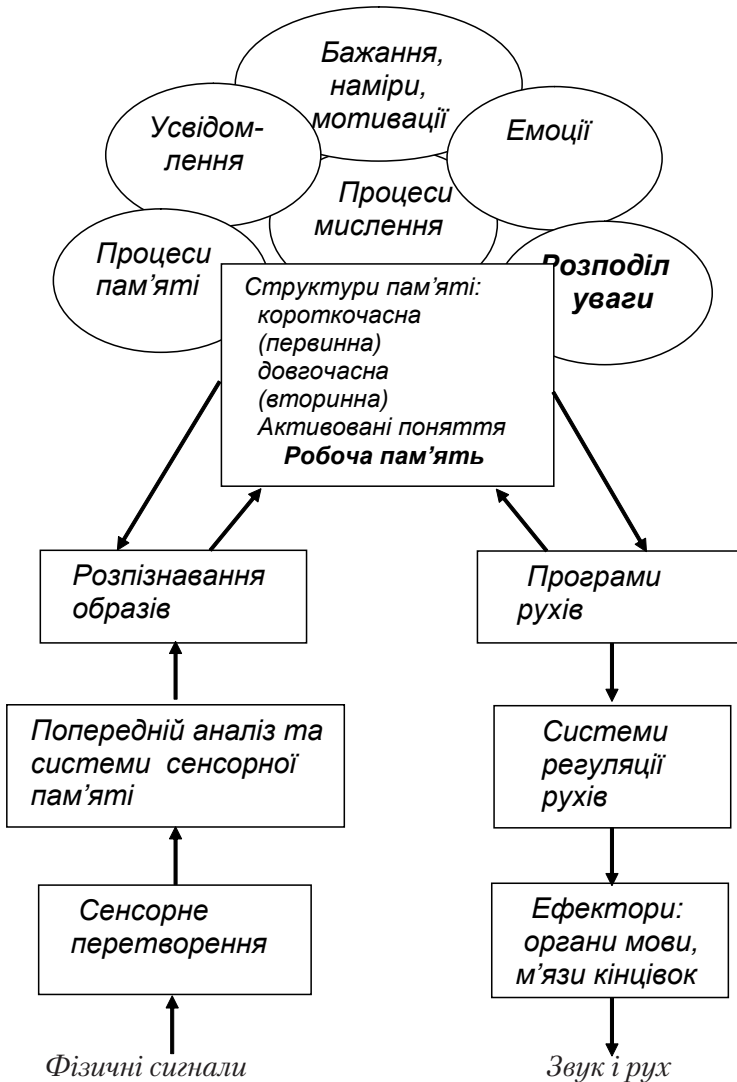 Бажання,
наміри,
мотивації
Усвідом-
лення
Емоції
Процеси
мислення
Процеси
пам’яті
Розподіл
уваги
Структури пам’яті:
короткочасна
(первинна)
довгочасна
(вторинна)
Активовані поняття
Робоча пам’ять
Розпізнавання
образів
Програми
рухів
Попередній аналіз та
системи сенсорної
пам’яті
Системи
регуляції
рухів
Сенсорне
перетворення
Ефектори:
органи мови,
м’язи кінцівок
Фізичні сигнали
Звук і рух